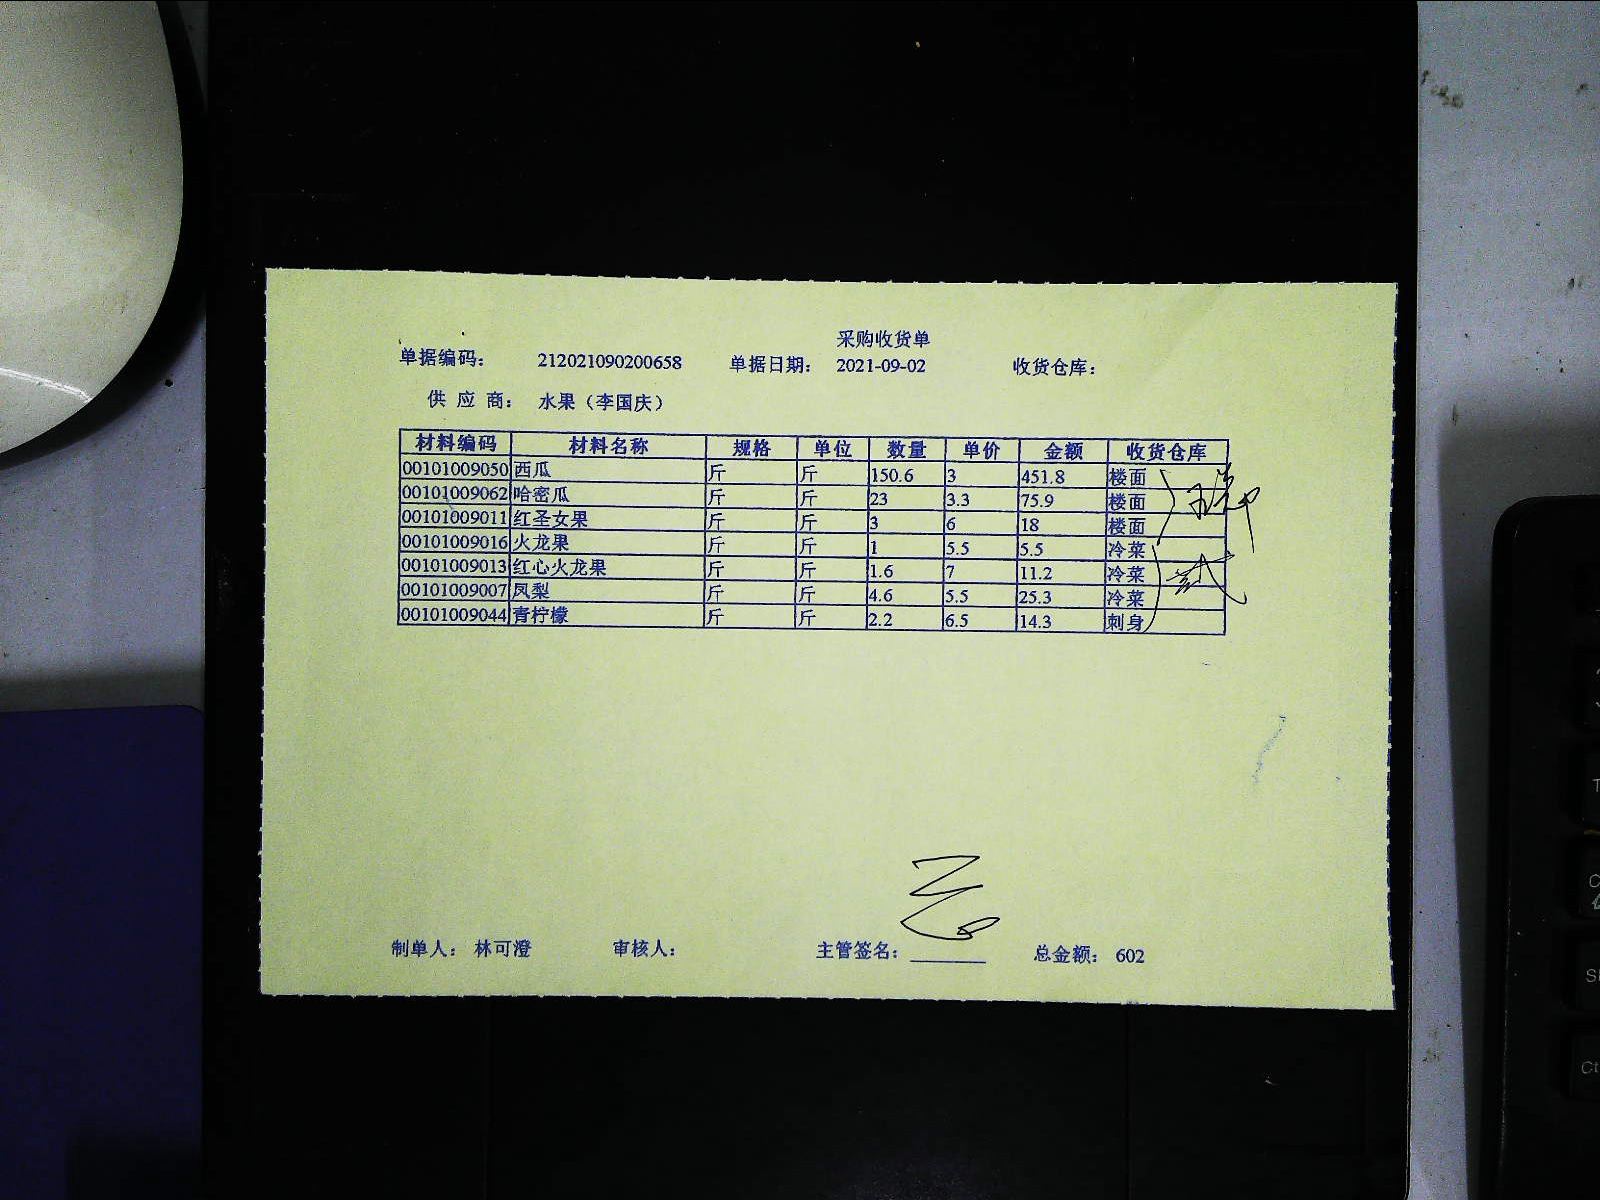 采购收货单
单据编码： 212021090200658 单据日期： 2021-09-02 收货仓库：
供 应 商： 水果（李国庆）
材料编码 材料名称 规格 单位 数量 单价 金额 收货仓库
00101009050 西瓜 斤 斤 150.6 3 451.8 楼面
00101009062 哈密瓜 斤 斤 23 3.3 75.9 楼面
00101009011 红圣女果 斤 斤 3 6 18 楼面
00101009016 火龙果 斤 斤 1 5.5 5.5 冷菜
00101009013 红心火龙果 斤 斤 1.6 7 11.2 冷菜
00101009007 凤梨 斤 斤 4.6 5.5 25.3 冷菜
00101009044 青柠檬 斤 斤 2.2 6.5 14.3 刺身
制单人： 林可澄 审核人： 主管签名： 总金额： 602